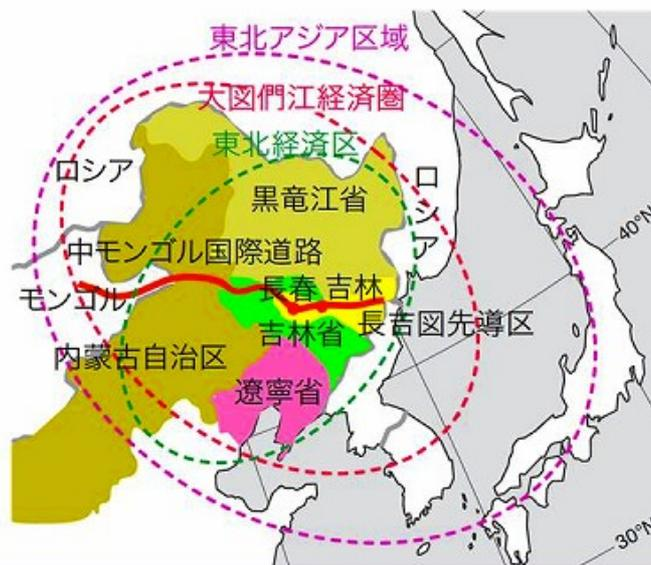 東北アジア区域
大図們江経済圏
東北経済区
ロシア
ロシア
黒竜江省
40°N
中モンゴル国際道路
モンゴル
長春 吉林
長吉図先導区
吉林省
内蒙古自治区
遼寧省
30°N